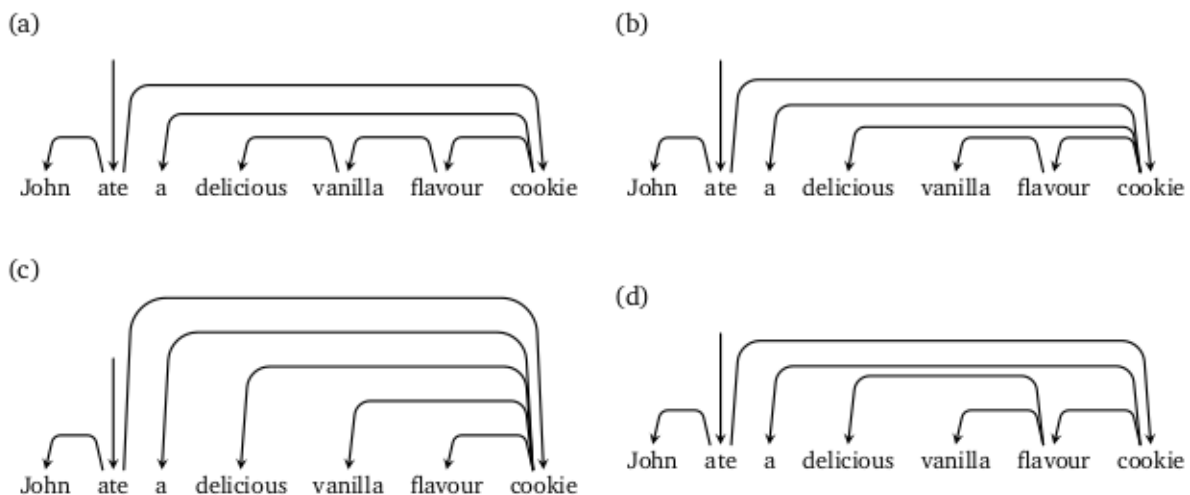 (a)
John ate a delicious vanilla flavour cookie
(b)
John ate a delicious vanilla flavour cookie
(c)
John ate a delicious vanilla flavour cookie
(d)
John ate a delicious vanilla flavour cookie